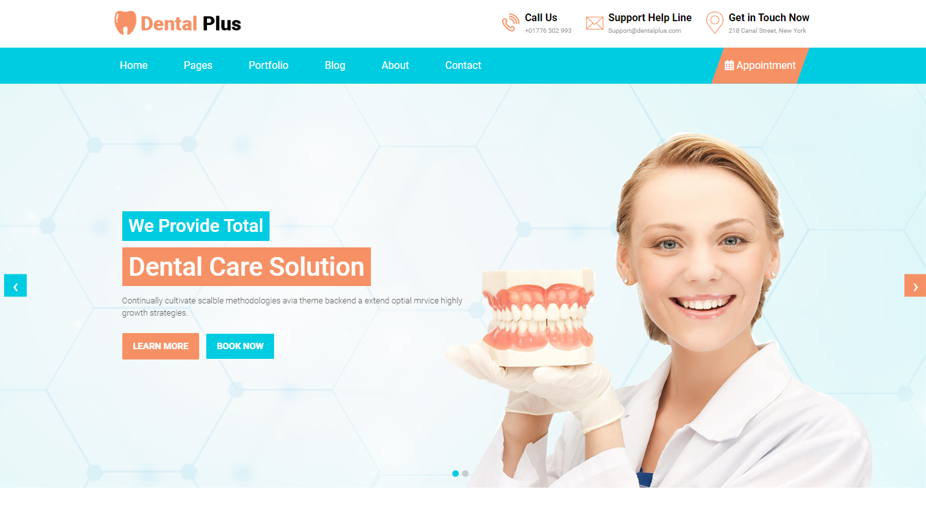 Dental Plus
Call Us
+01776 502 993
Support Help Line
Support@dentalplus.com
Get in Touch Now
218 Canal Street, New York
Home Pages Portfolio Blog About Contact
Appointment
We Provide Total
Dental Care Solution
Continually cultivate scalble methodologies avia theme backend a extend optial mrvice highly
growth strategies.
LEARN MORE BOOK NOW